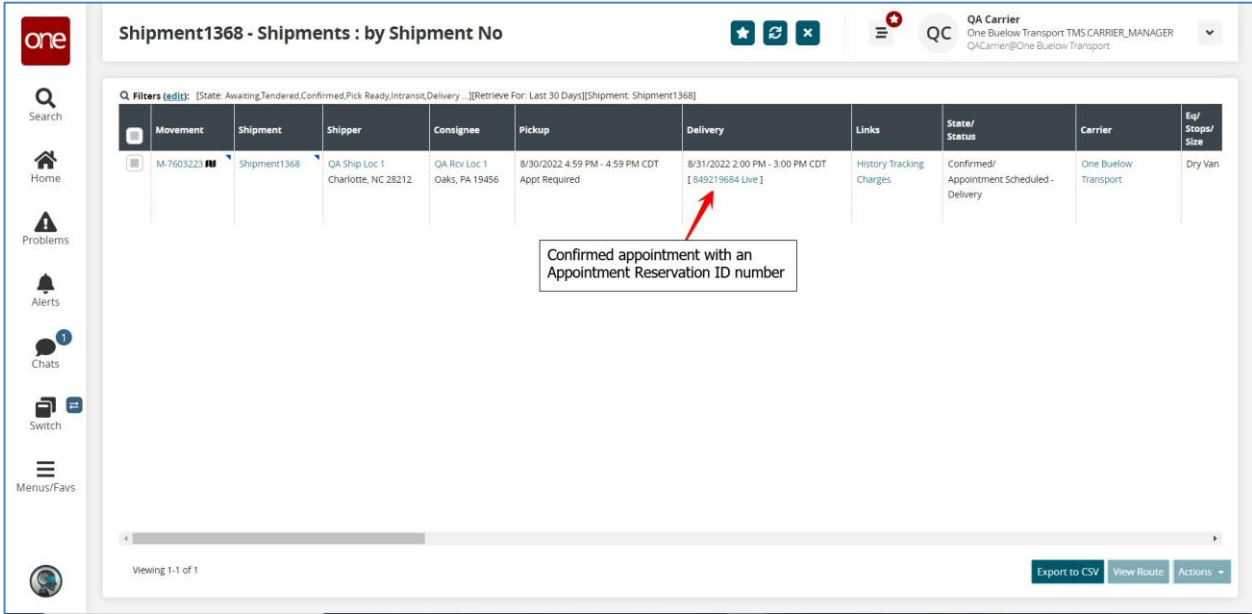 one
Shipment1368 - Shipments : by Shipment No
QC
QA Carrier
One Buelow Transport TMS.CARRIER_MANAGER
QACarrier@One Buelow Transport
Search
Home
Problems
Alerts
1
Chats
Switch
Menus/Favs
Filters (edit): [State: Awaiting,Tendered,Confirmed,Pick Ready,Intransit,Delivery ...][Retrieve For: Last 30 Days][Shipment: Shipment1368]
Movement Shipment Shipper Consignee Pickup Delivery Links State/ Status Carrier Eq/ Stops/ Size
M-7603223 Shipment1368 QA Ship Loc 1 QA Rcv Loc 1 8/30/2022 4:59 PM - 4:59 PM CDT 8/31/2022 2:00 PM - 3:00 PM CDT History Tracking Confirmed/ One Buelow Dry Van
Charlotte, NC 28212 Oaks, PA 19456 Appt Required [ 849219684 Live ] Charges Appointment Scheduled - Transport
Delivery
Confirmed appointment with an
Appointment Reservation ID number
Viewing 1-1 of 1
Export to CSV View Route Actions